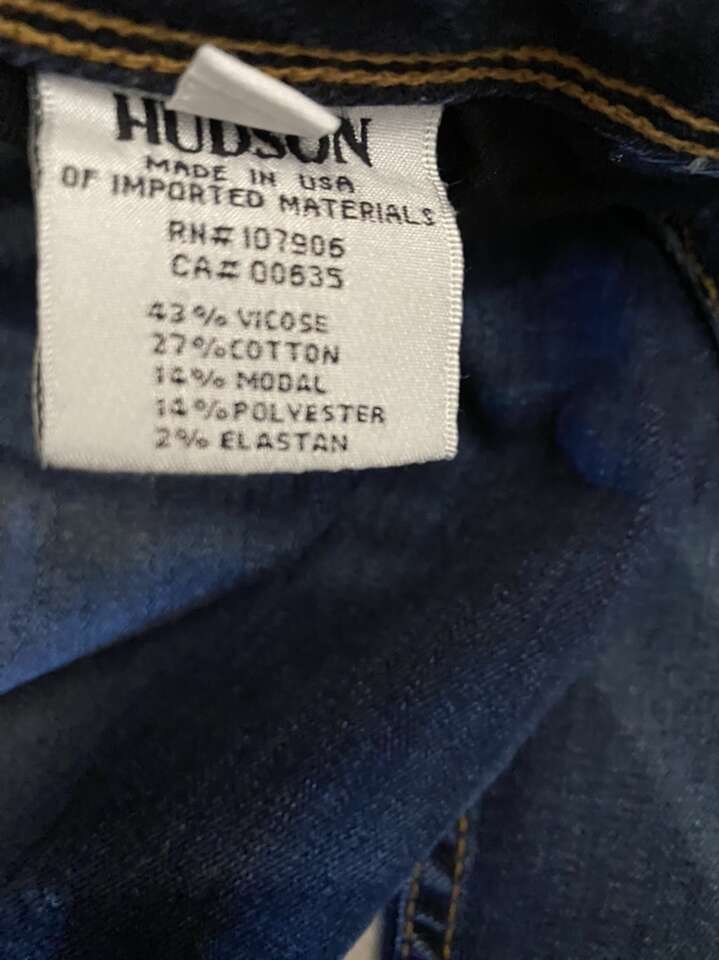 HUDSON
MADE IN USA
OF IMPORTED MATERIALS
RN# 107906
CA# 00635
43% VICOSE
27% COTTON
14% MODAL
14% POLYESTER
2% ELASTAN